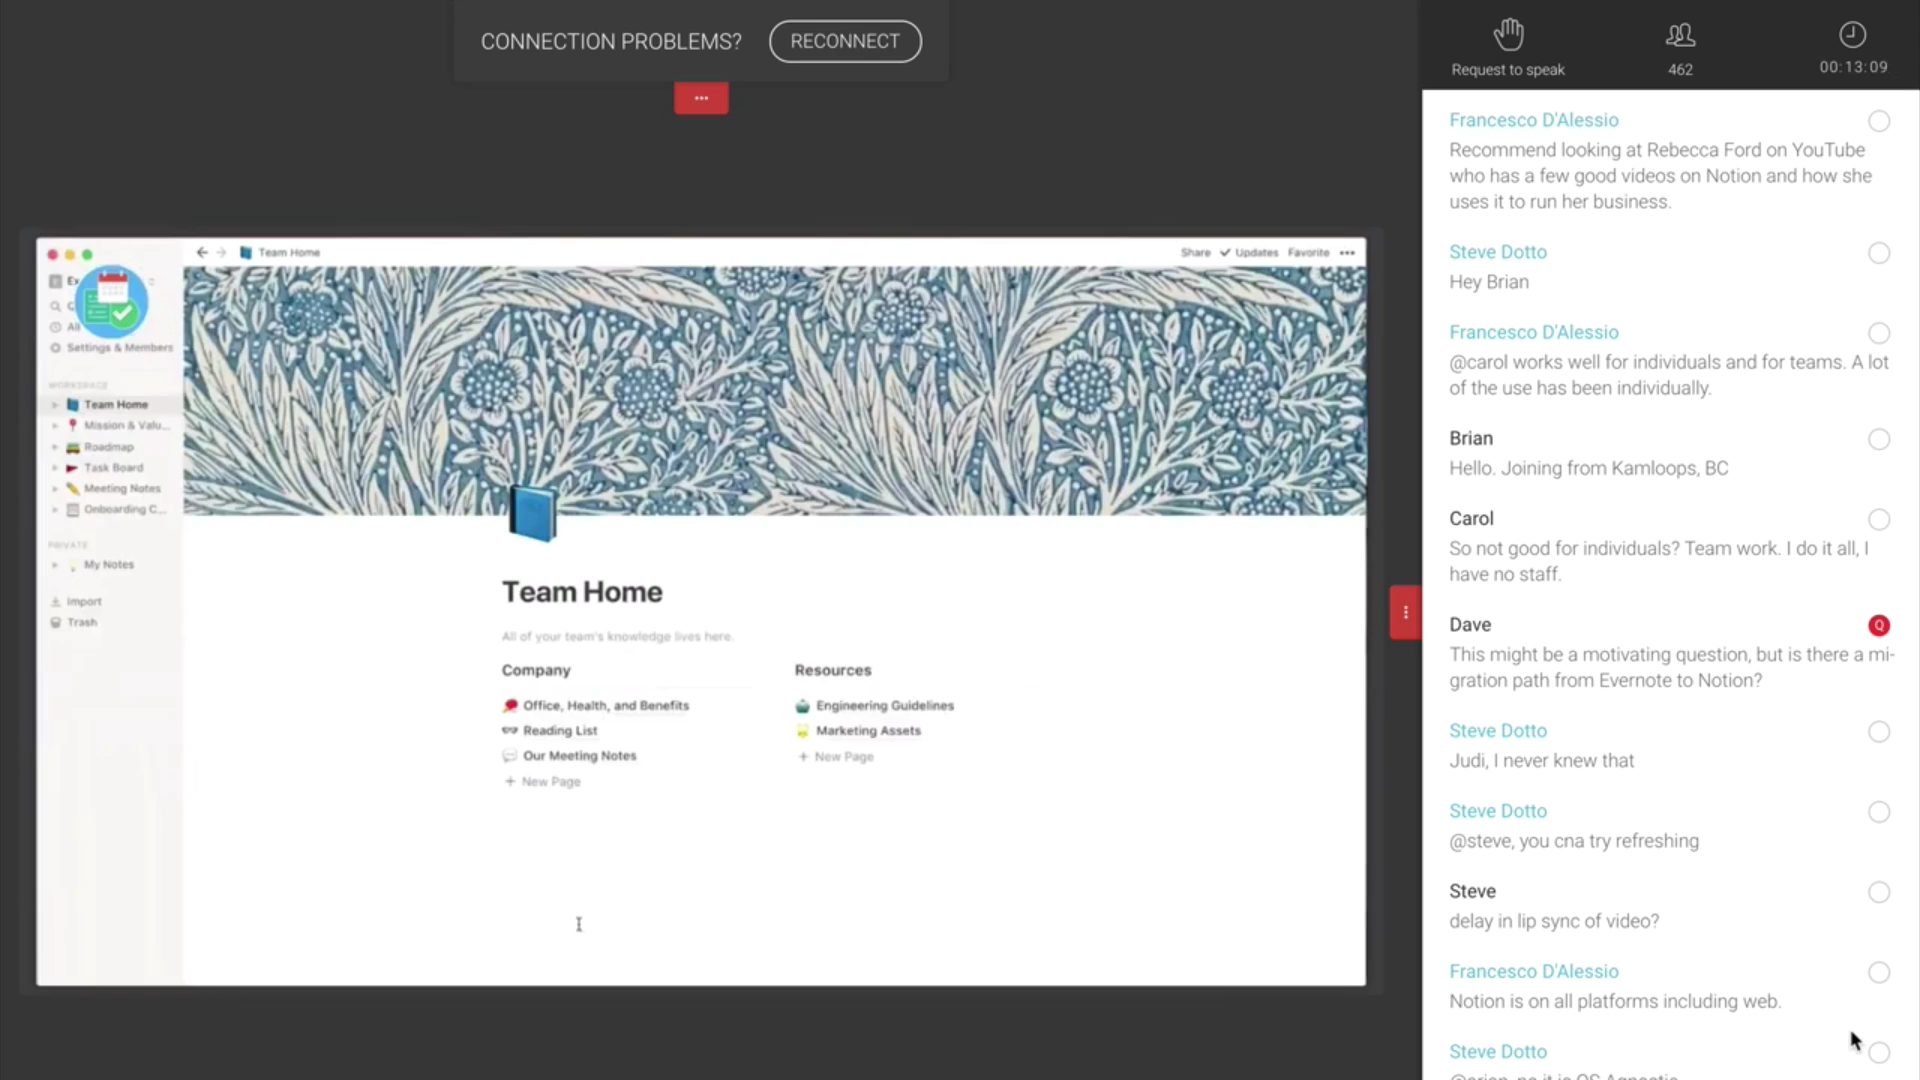 CONNECTION PROBLEMS? RECONNECT
Request to speak
462
00:13:09
Team Home
Share ✓ Updates Favorite
Ex
All
Settings & Members
WORKSPACE
Team Home
Mission & Valu...
Roadmap
Task Board
Meeting Notes
Onboarding C...
PRIVATE
My Notes
Import
Trash
Team Home
All of your team's knowledge lives here.
Company
Office, Health, and Benefits
Reading List
Our Meeting Notes
+ New Page
Resources
Engineering Guidelines
Marketing Assets
+ New Page
Francesco D'Alessio
Recommend looking at Rebecca Ford on YouTube
who has a few good videos on Notion and how she
uses it to run her business.
Steve Dotto
Hey Brian
Francesco D'Alessio
@carol works well for individuals and for teams. A lot
of the use has been individually.
Brian
Hello. Joining from Kamloops, BC
Carol
So not good for individuals? Team work. I do it all, I
have no staff.
Dave
Q
This might be a motivating question, but is there a mi-
gration path from Evernote to Notion?
Steve Dotto
Judi, I never knew that
Steve Dotto
@steve, you cna try refreshing
Steve
delay in lip sync of video?
Francesco D'Alessio
Notion is on all platforms including web.
Steve Dotto